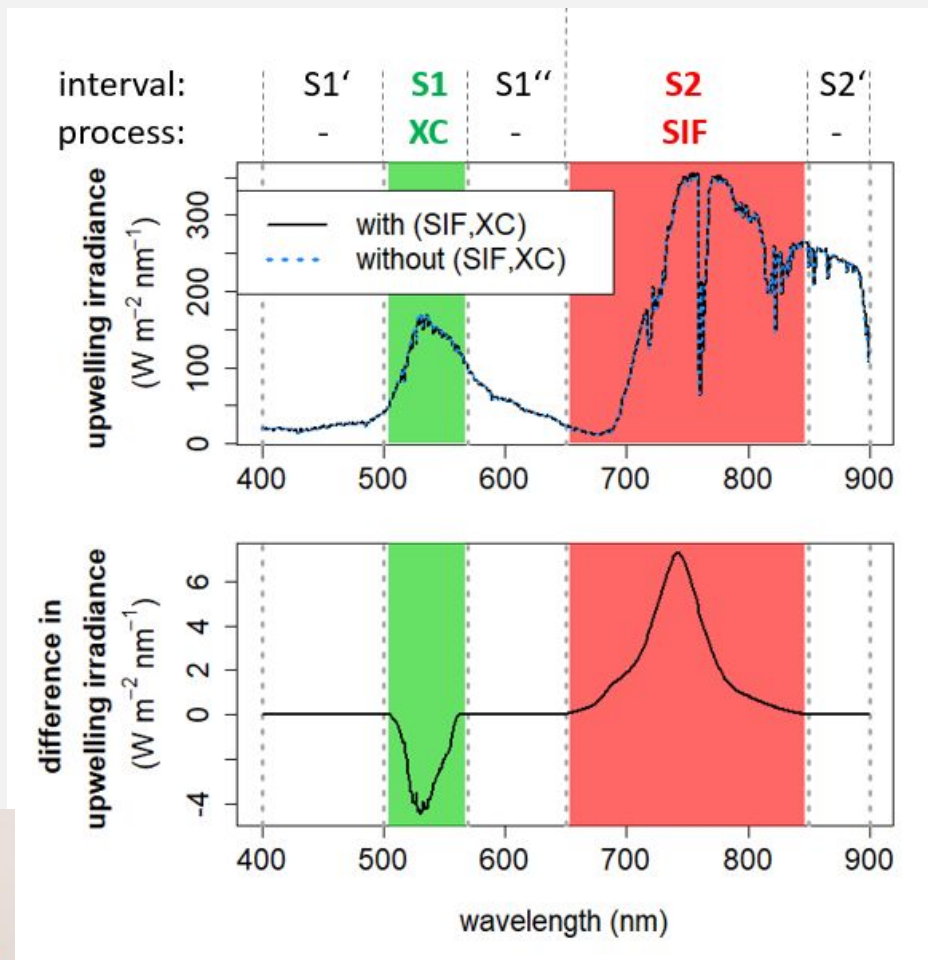 interval: S1‘ S1 S1‘‘ S2 S2‘
process: - XC - SIF -
upwelling irradiance
(W m⁻² nm⁻¹)
300
200
100
0
with (SIF,XC)
without (SIF,XC)
400 500 600 700 800 900
difference in
upwelling irradiance
(W m⁻² nm⁻¹)
6
4
2
0
-4
400 500 600 700 800 900
wavelength (nm)